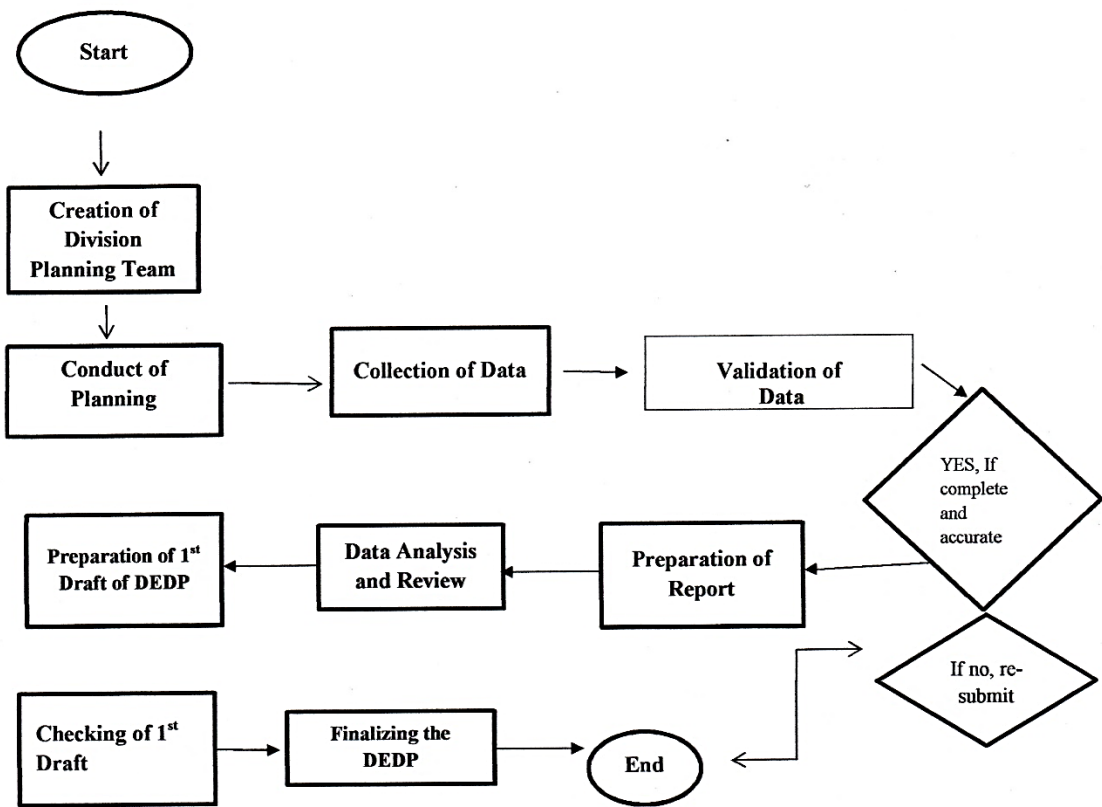 Start
Creation of
Division
Planning Team
Conduct of
Planning
Collection of Data
Validation of
Data
YES, If
complete
and
accurate
Preparation of
Report
Data Analysis
and Review
Preparation of 1st
Draft of DEDP
If no, re-
submit
Checking of 1st
Draft
Finalizing the
DEDP
End